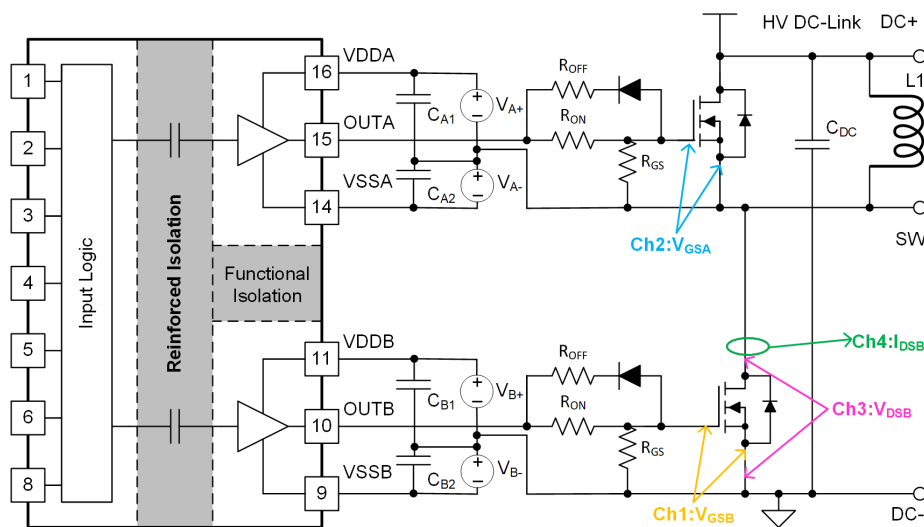 HV DC-Link
DC+
1
2
3
4
5
6
8
Input Logic
Reinforced Isolation
Functional
Isolation
VDDA
16
OUTA
15
VSSA
14
CA1
CA2
VA+
VA-
ROFF
RON
RGS
CDC
L1
SW
Ch2:VGSA
VDDB
11
OUTB
10
VSSB
9
CB1
CB2
VB+
VB-
ROFF
RON
RGS
Ch4:IDSB
Ch3:VDSB
Ch1:VGSB
DC-